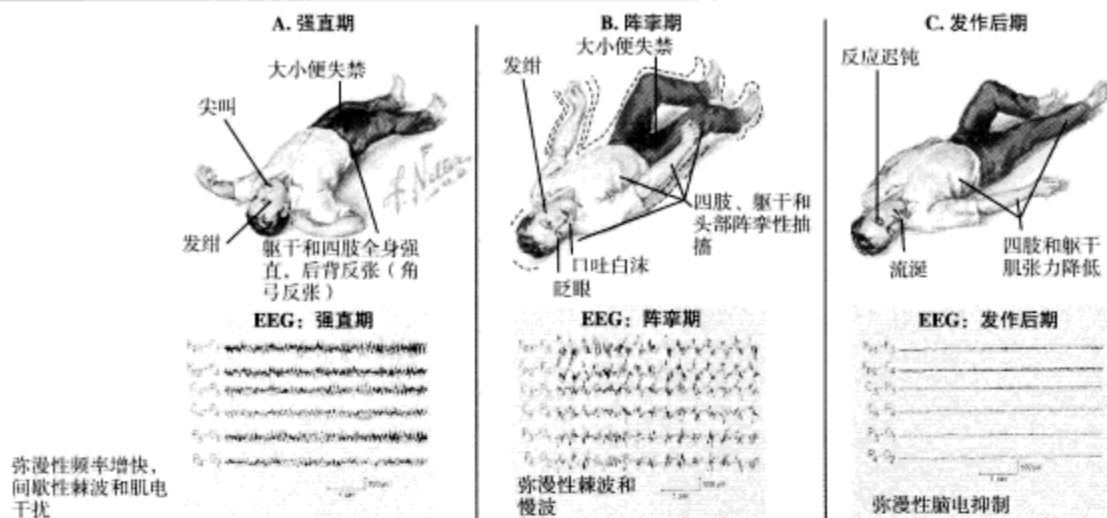 A. 强直期
大小便失禁
尖叫
发绀
躯干和四肢全身强
直,后背反张(角
弓反张)
EEG:强直期
弥漫性频率增快,
间歇性棘波和肌电
干扰
B. 阵挛期
大小便失禁
发绀
四肢、躯干和
头部阵挛性抽
搐
口吐白沫
眨眼
EEG:阵挛期
弥漫性棘波和
慢波
C. 发作后期
反应迟钝
流涎
四肢和躯干
肌张力降低
EEG:发作后期
弥漫性脑电抑制